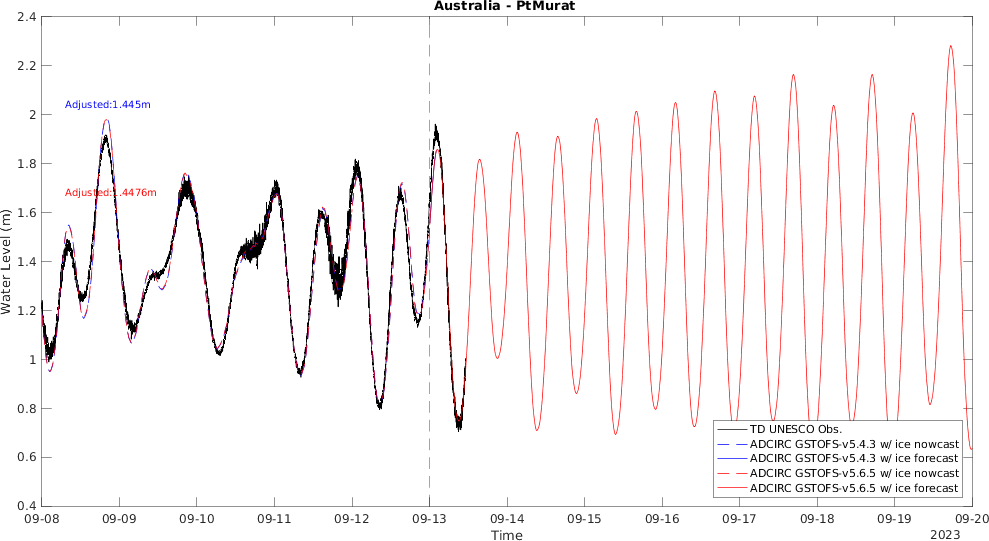 Australia - PtMurat
2.4
2.2
2
1.8
1.6
1.4
1.2
1
0.8
0.6
0.4
Water Level (m)
Adjusted:1.445m
Adjusted:1.4476m
TD UNESCO Obs.
ADCIRC GSTOFS-v5.4.3 w/ ice nowcast
ADCIRC GSTOFS-v5.4.3 w/ ice forecast
ADCIRC GSTOFS-v5.6.5 w/ ice nowcast
ADCIRC GSTOFS-v5.6.5 w/ ice forecast
09-08 09-09 09-10 09-11 09-12 09-13 09-14 09-15 09-16 09-17 09-18 09-19 09-20
Time
2023